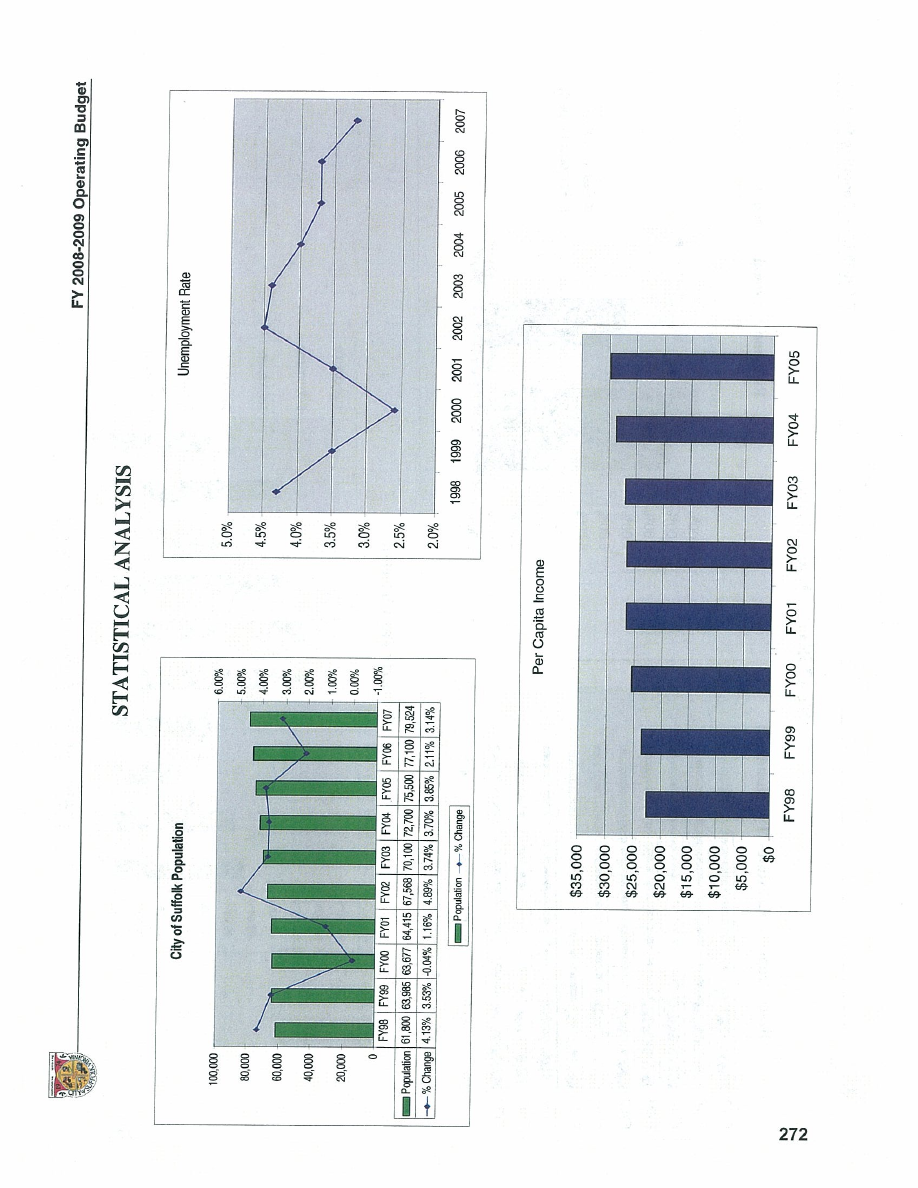 FY 2008-2009 Operating Budget
STATISTICAL ANALYSIS
City of Suffolk Population
100,000
80,000
60,000
40,000
20,000
0
6.00%
5.00%
4.00%
3.00%
2.00%
1.00%
0.00%
-1.00%
FY98 FY99 FY00 FY01 FY02 FY03 FY04 FY05 FY06 FY07
Population 61,800 63,985 63,677 64,415 67,568 70,100 72,700 75,500 77,100 79,524
% Change 4.13% 3.53% -0.04% 1.16% 4.89% 3.74% 3.70% 3.85% 2.11% 3.14%
Population % Change
Unemployment Rate
5.0%
4.5%
4.0%
3.5%
3.0%
2.5%
2.0%
1998 1999 2000 2001 2002 2003 2004 2005 2006 2007
Per Capita Income
$35,000
$30,000
$25,000
$20,000
$15,000
$10,000
$5,000
$0
FY98 FY99 FY00 FY01 FY02 FY03 FY04 FY05
272